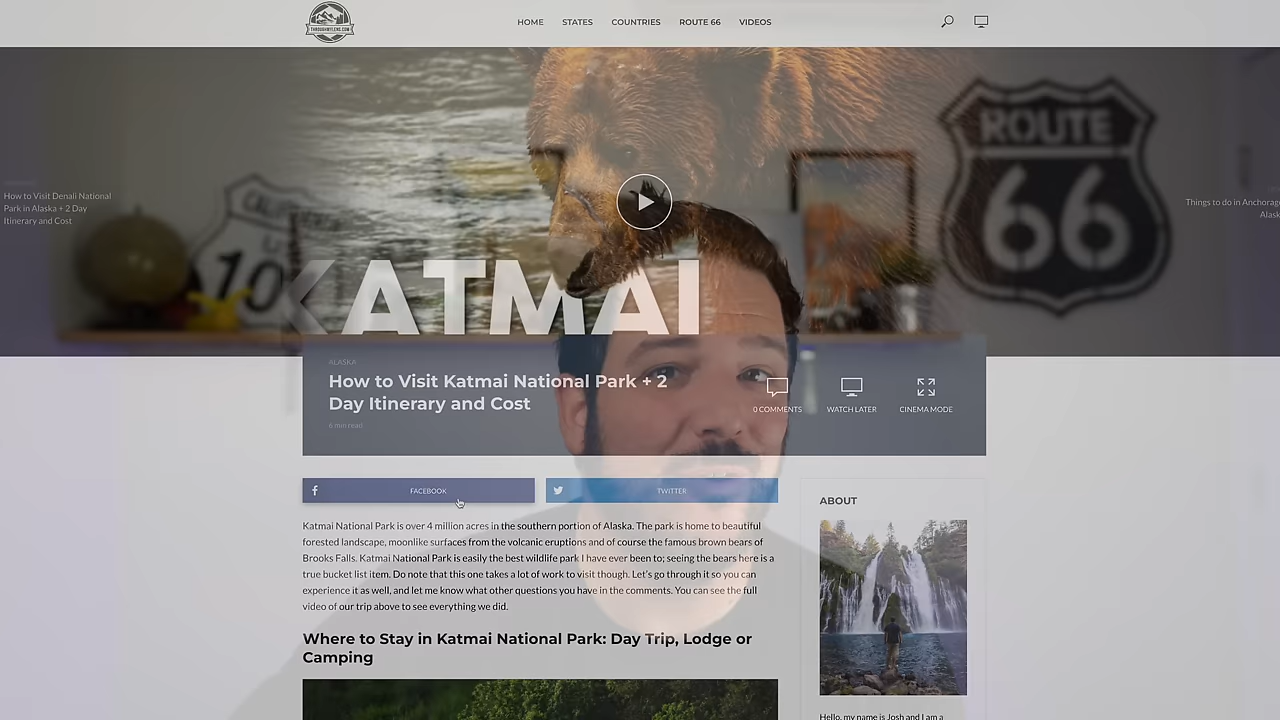 THROUGHMYLENS.COM
HOME STATES COUNTRIES ROUTE 66 VIDEOS
ROUTE
66
How to Visit Denali National
Park in Alaska + 2 Day
Itinerary and Cost
Things to do in Anchorage
Alask
10
KATMAI
ALASKA
How to Visit Katmai National Park + 2
Day Itinerary and Cost
6 min read
0 COMMENTS WATCH LATER CINEMA MODE
FACEBOOK TWITTER
ABOUT
Katmai National Park is over 4 million acres in the southern portion of Alaska. The park is home to beautiful
forested landscape, moonlike surfaces from the volcanic eruptions and of course the famous brown bears of
Brooks Falls. Katmai National Park is easily the best wildlife park I have ever been to; seeing the bears here is a
true bucket list item. Do note that this one takes a lot of work to visit though. Let's go through it so you can
experience it as well, and let me know what other questions you have in the comments. You can see the full
video of our trip above to see everything we did.
Where to Stay in Katmai National Park: Day Trip, Lodge or
Camping
Hello, my name is Josh and I am a